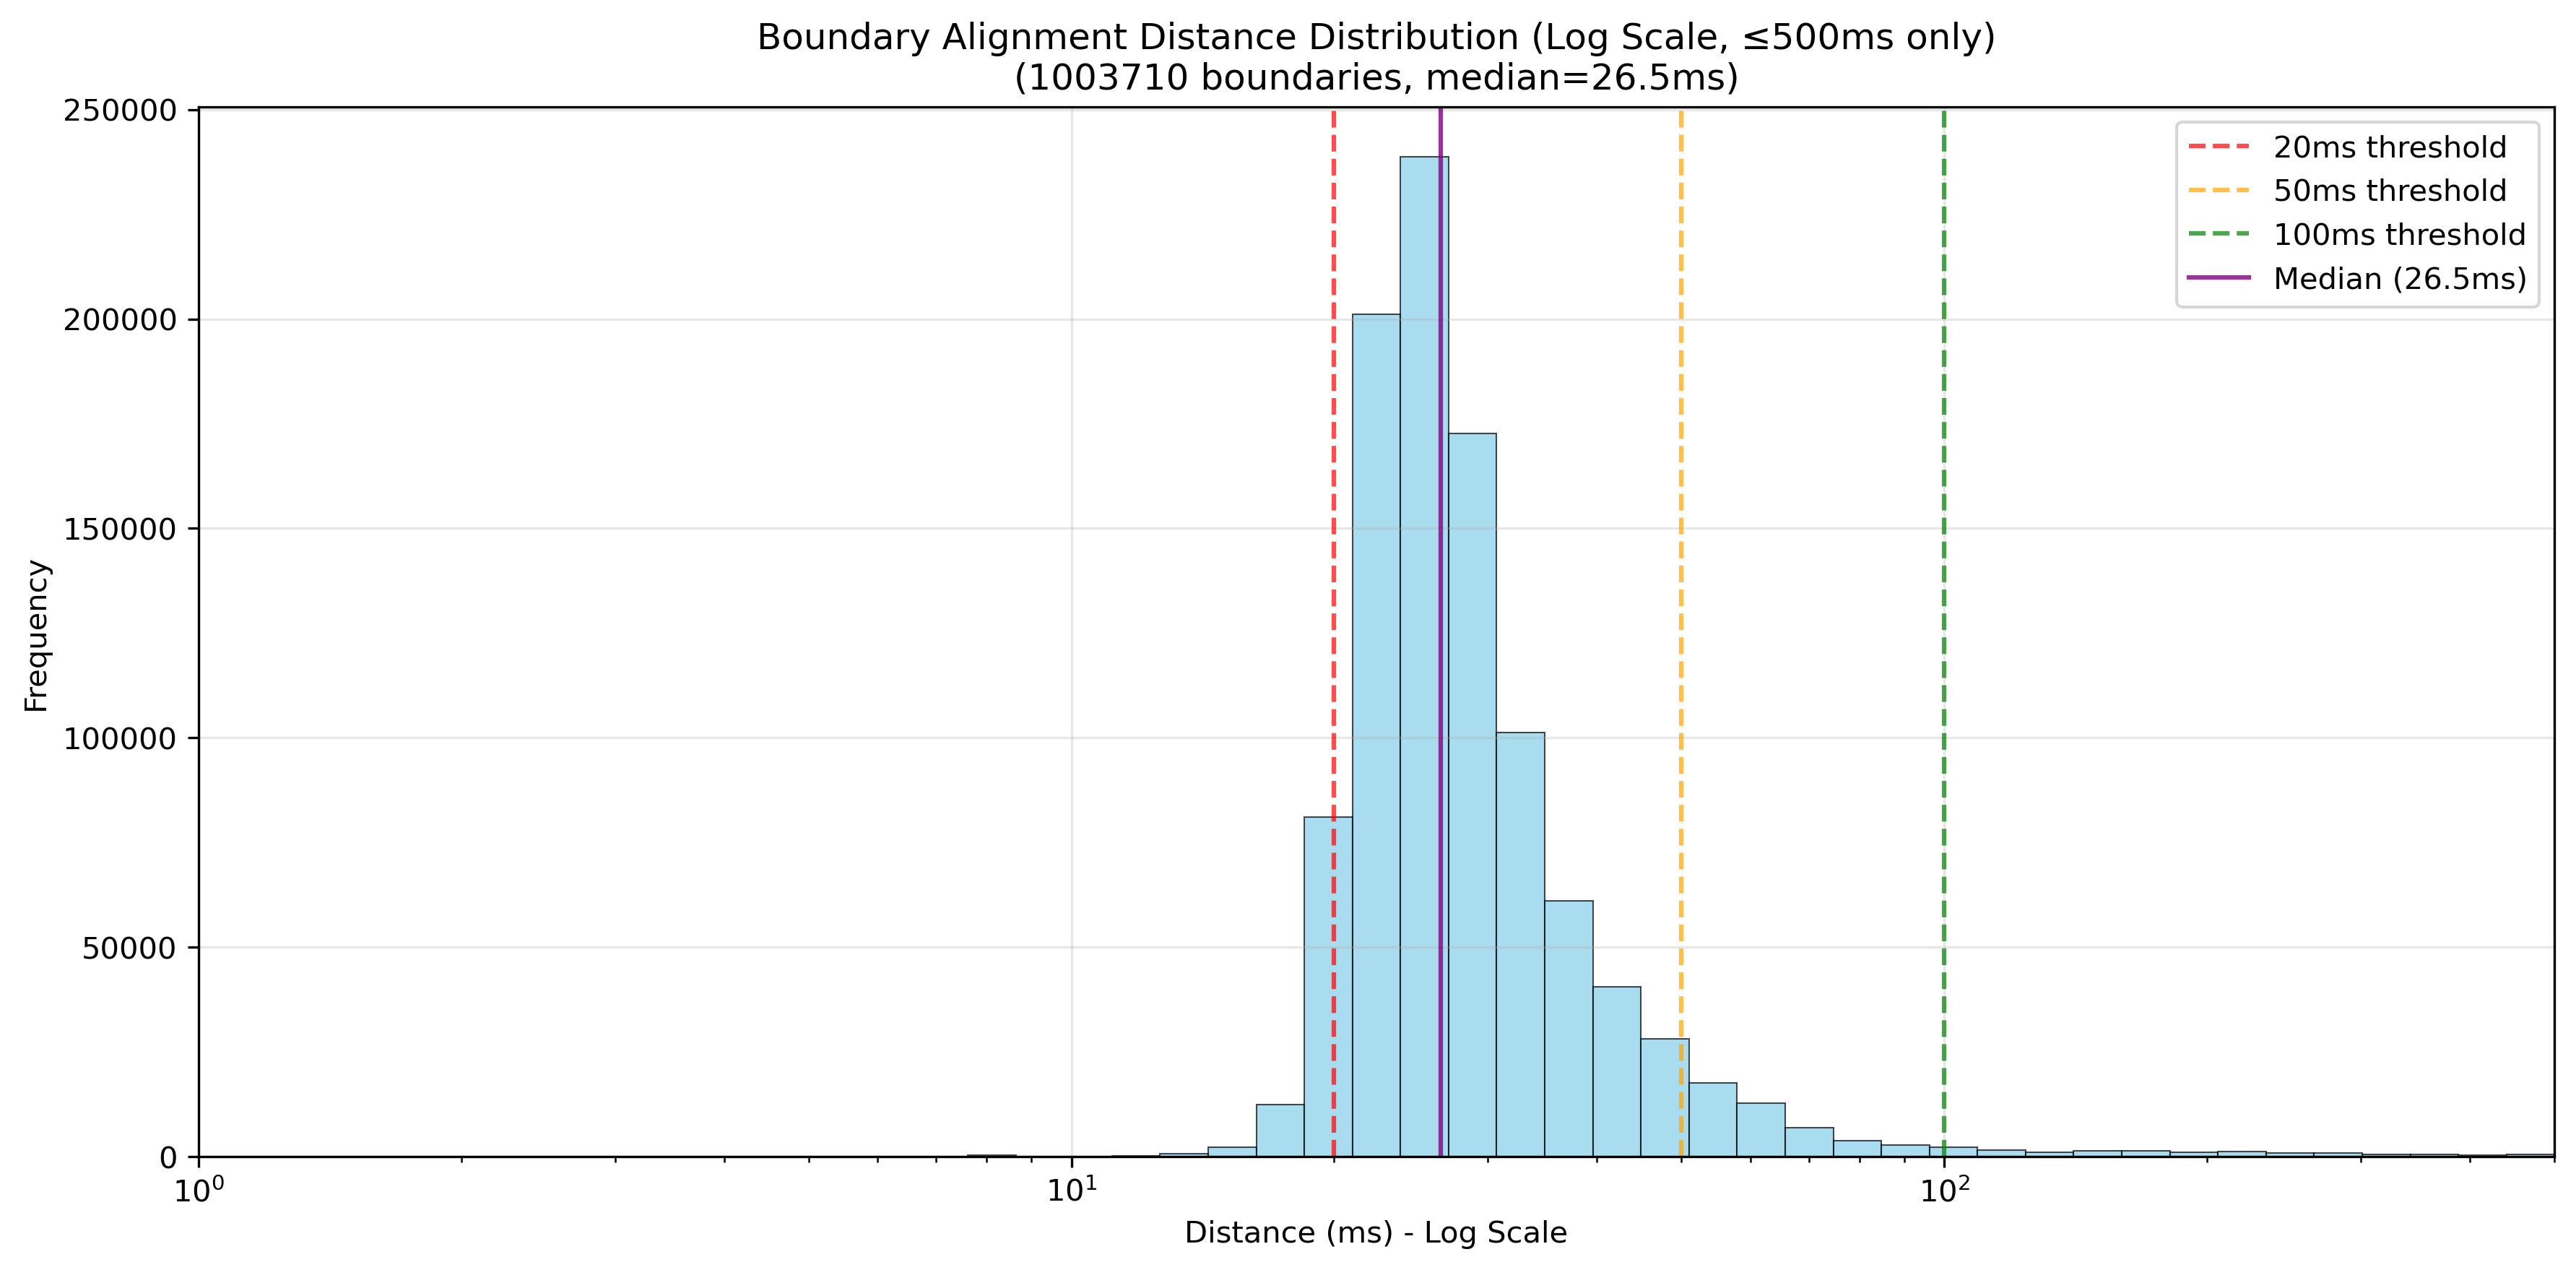 Boundary Alignment Distance Distribution (Log Scale, ≤500ms only)
(1003710 boundaries, median=26.5ms)
250000
200000
150000
100000
50000
0
Frequency
20ms threshold
50ms threshold
100ms threshold
Median (26.5ms)
10⁰ 10¹ 10²
Distance (ms) - Log Scale